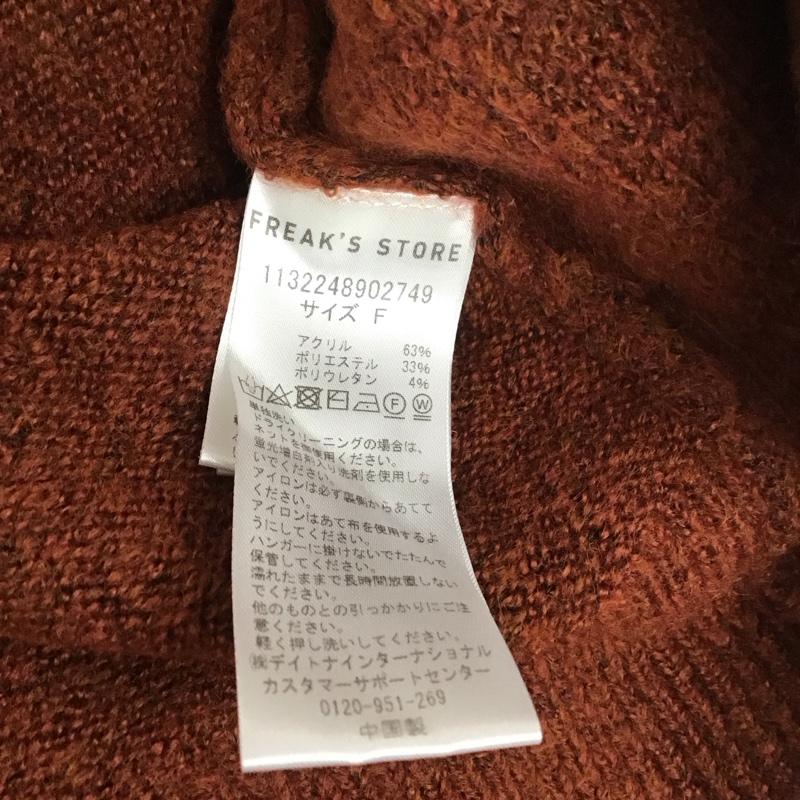 FREAK'S STORE
1132248902749
サイズ F
アクリル 63%
ポリエステル 33%
ポリウレタン 4%
単独洗い
ドライクリーニングの場合は、
ネットを使用ください。
蛍光増白剤入り洗剤を使用しな
いでください。
アイロンは必ず裏側からあてて
ください。
アイロンはあて布を使用するよ
うにしてください。
ハンガーに掛けないでたたんで
保管してください。
濡れたままで長時間放置しない
でください。
他のものとの引っかかりにご注
意ください。
軽く押し洗いしてください。
㈱デイトナインターナショナル
カスタマーサポートセンター
0120-951-269
中国製